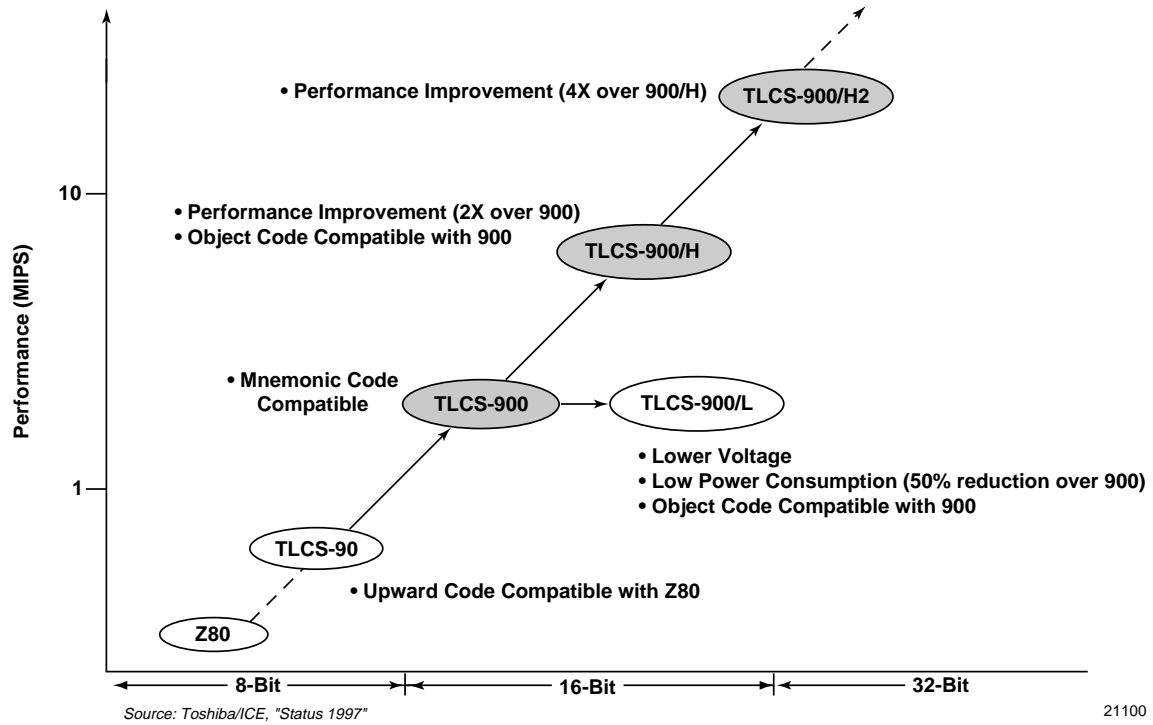 • Performance Improvement (4X over 900/H)
TLCS-900/H2
10
• Performance Improvement (2X over 900)
• Object Code Compatible with 900
TLCS-900/H
Performance (MIPS)
• Mnemonic Code
Compatible
TLCS-900
TLCS-900/L
• Lower Voltage
• Low Power Consumption (50% reduction over 900)
• Object Code Compatible with 900
1
TLCS-90
• Upward Code Compatible with Z80
Z80
8-Bit
16-Bit
32-Bit
Source: Toshiba/ICE, "Status 1997"
21100